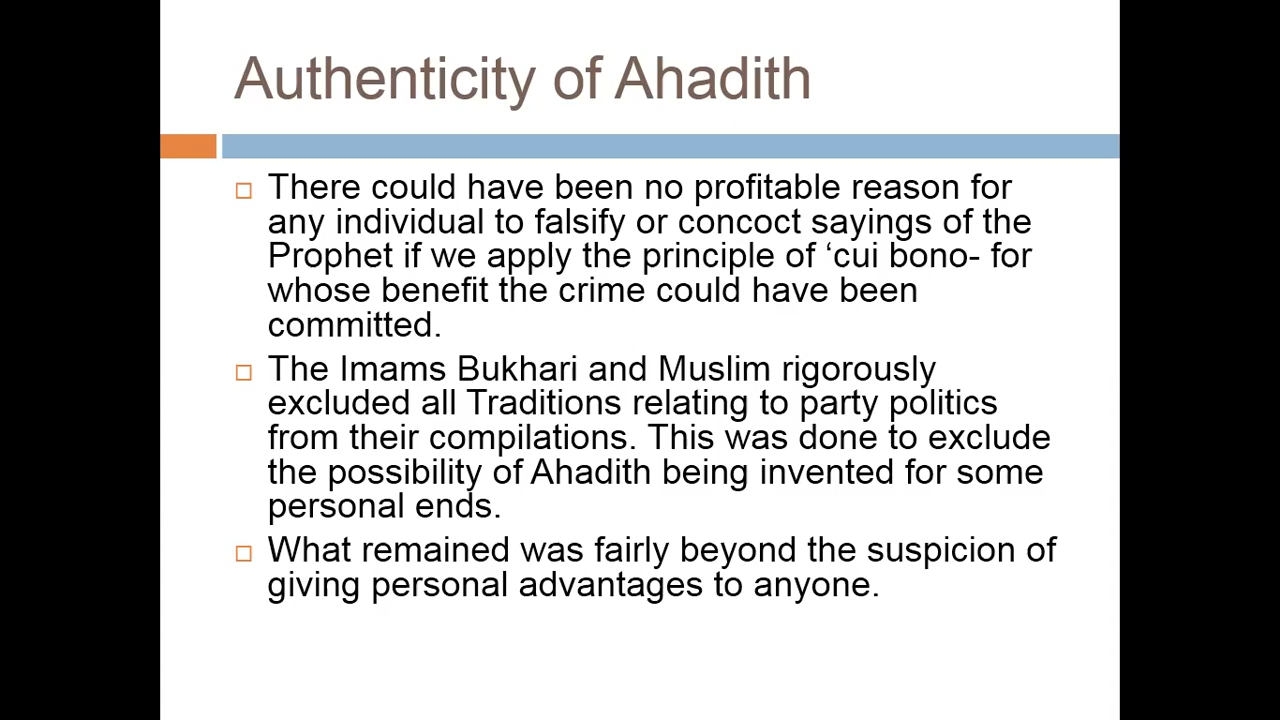 Authenticity of Ahadith
There could have been no profitable reason for
any individual to falsify or concoct sayings of the
Prophet if we apply the principle of ‘cui bono- for
whose benefit the crime could have been
committed.
The Imams Bukhari and Muslim rigorously
excluded all Traditions relating to party politics
from their compilations. This was done to exclude
the possibility of Ahadith being invented for some
personal ends.
What remained was fairly beyond the suspicion of
giving personal advantages to anyone.